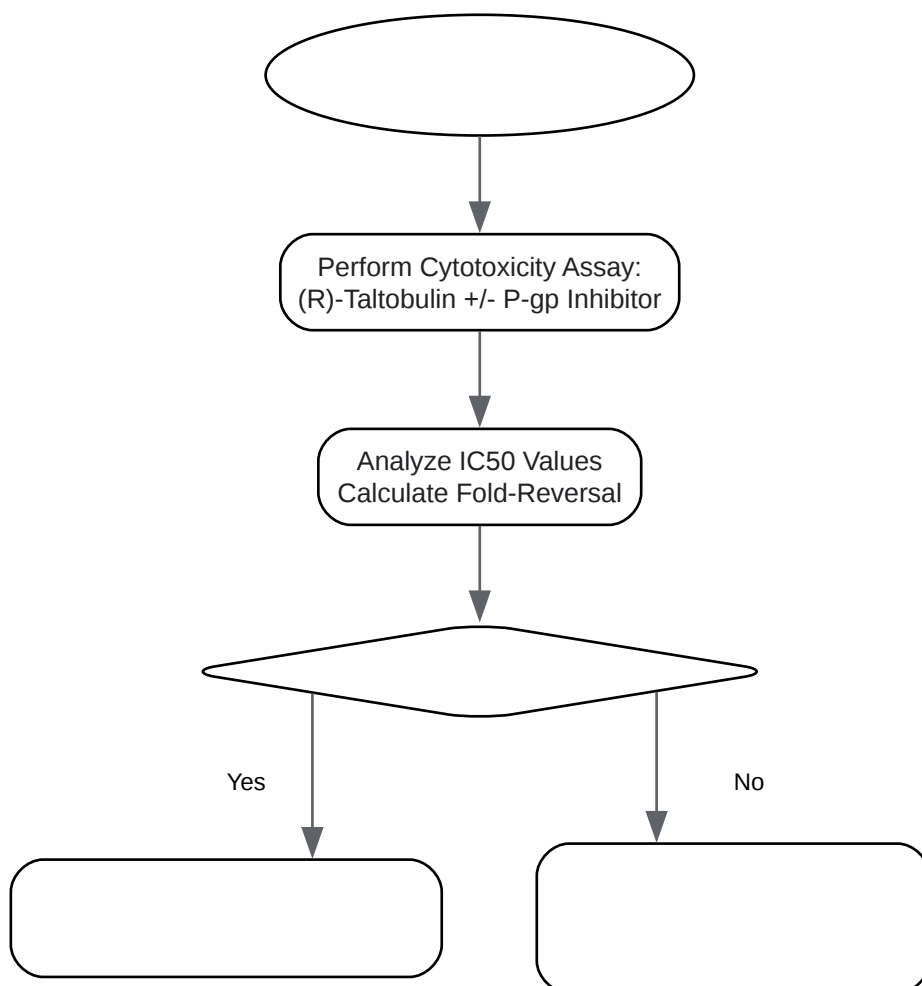 Perform Cytotoxicity Assay:
(R)-Taltobulin +/- P-gp Inhibitor
Analyze IC50 Values
Calculate Fold-Reversal
Yes
No